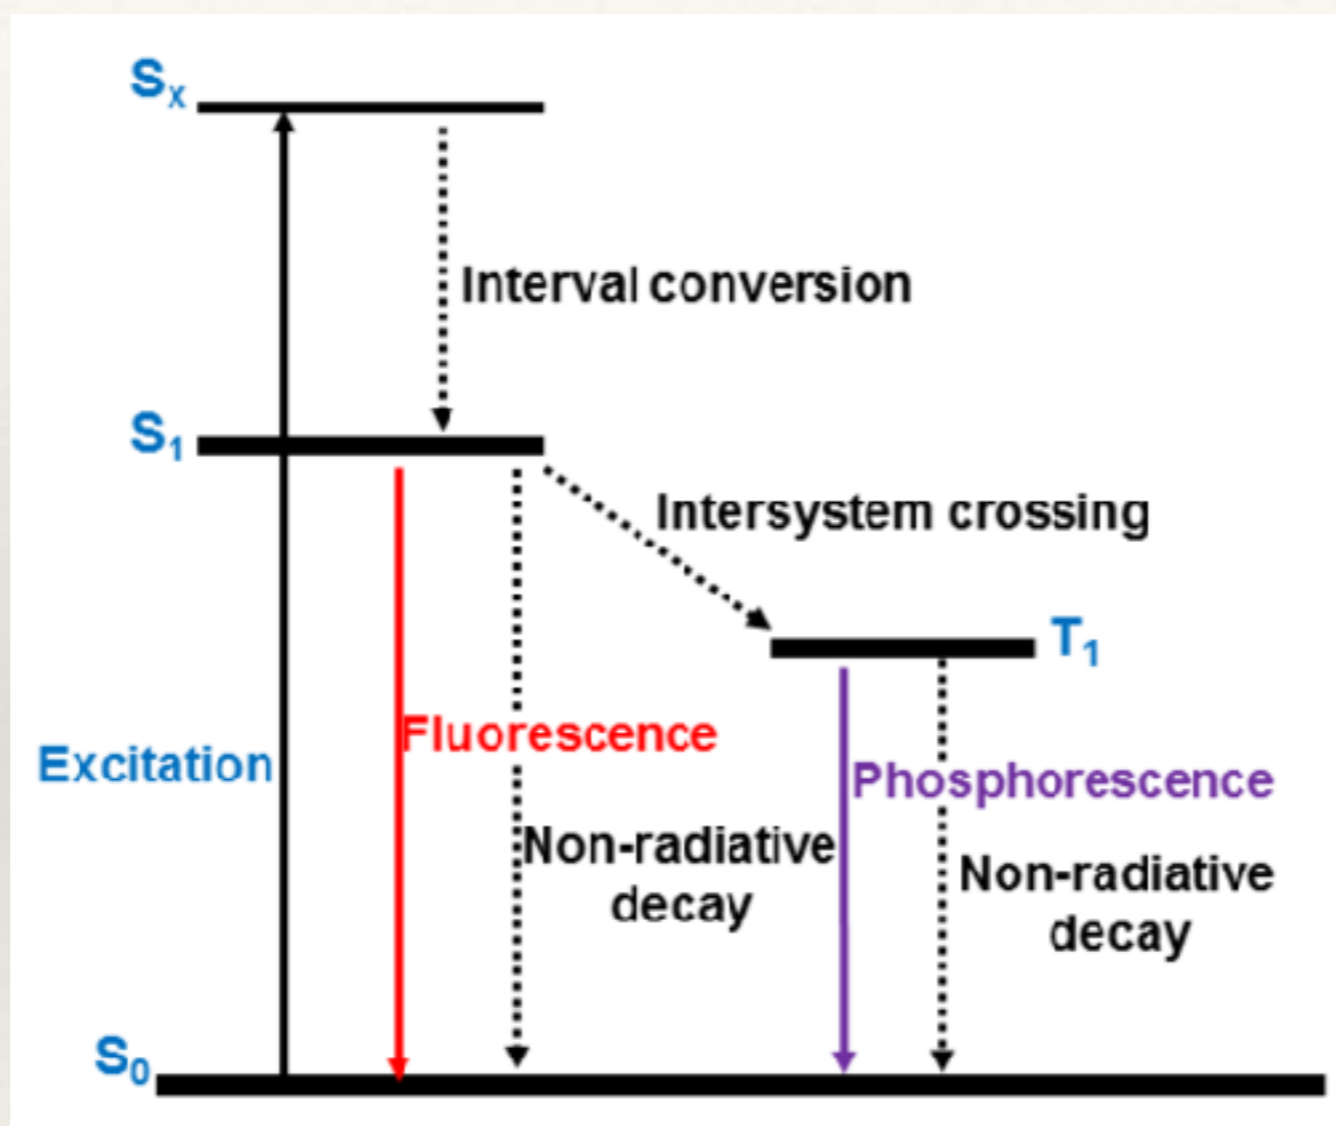 Sx
Interval conversion
S1
Intersystem crossing
T1
Fluorescence
Excitation
Phosphorescence
Non-radiative
decay
Non-radiative
decay
S0